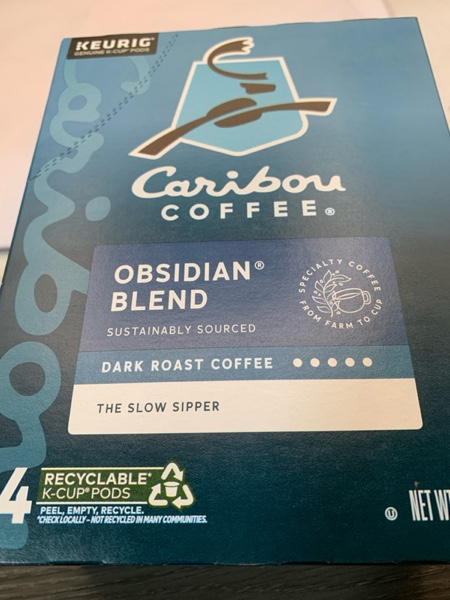 KEURIG®
GENUINE K-CUP® PODS
Caribou
COFFEE®
OBSIDIAN®
BLEND
SUSTAINABLY SOURCED
SPECIALTY COFFEE
FROM FARM TO CUP
DARK ROAST COFFEE
THE SLOW SIPPER
4
RECYCLABLE*
K-CUP® PODS
PEEL, EMPTY, RECYCLE.
*CHECK LOCALLY – NOT RECYCLED IN MANY COMMUNITIES.
U
NET